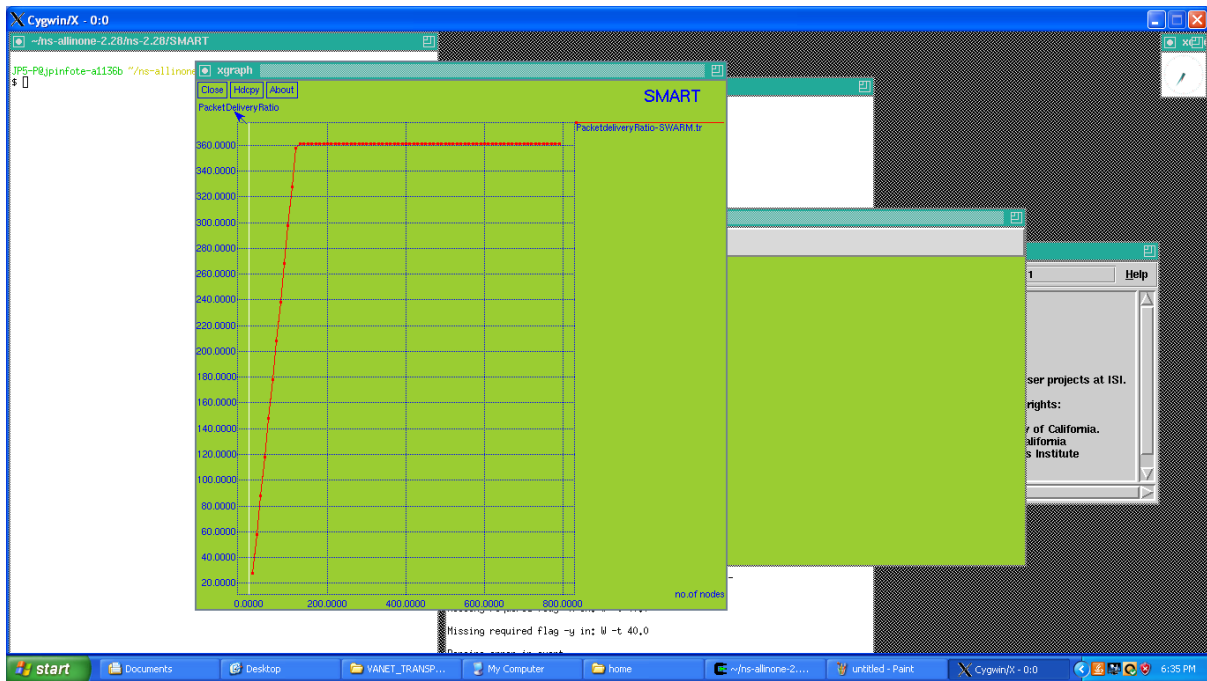 Cygwin/X - 0:0
~/ns-allinone-2.28/ns-2.28/SMART
JP5-P@jpinfote-a1136b ~/ns-allinone
$
xgraph
Close Hdcpy About
SMART
PacketDeliveryRatio
PacketdeliveryRatio-SWARM.tr
360.0000
340.0000
320.0000
300.0000
280.0000
260.0000
240.0000
220.0000
200.0000
180.0000
160.0000
140.0000
120.0000
100.0000
80.0000
60.0000
40.0000
20.0000
0.0000 200.0000 400.0000 600.0000 800.0000
no.of nodes
1 Help
ser projects at ISI.
rights:
y of California.
alifornia
s Institute
Missing required flag -y in: W -t 40.0
start Documents Desktop VANET_TRANSP... My Computer home ~/ns-allinone-2.... untitled - Paint Cygwin/X - 0:0 6:35 PM